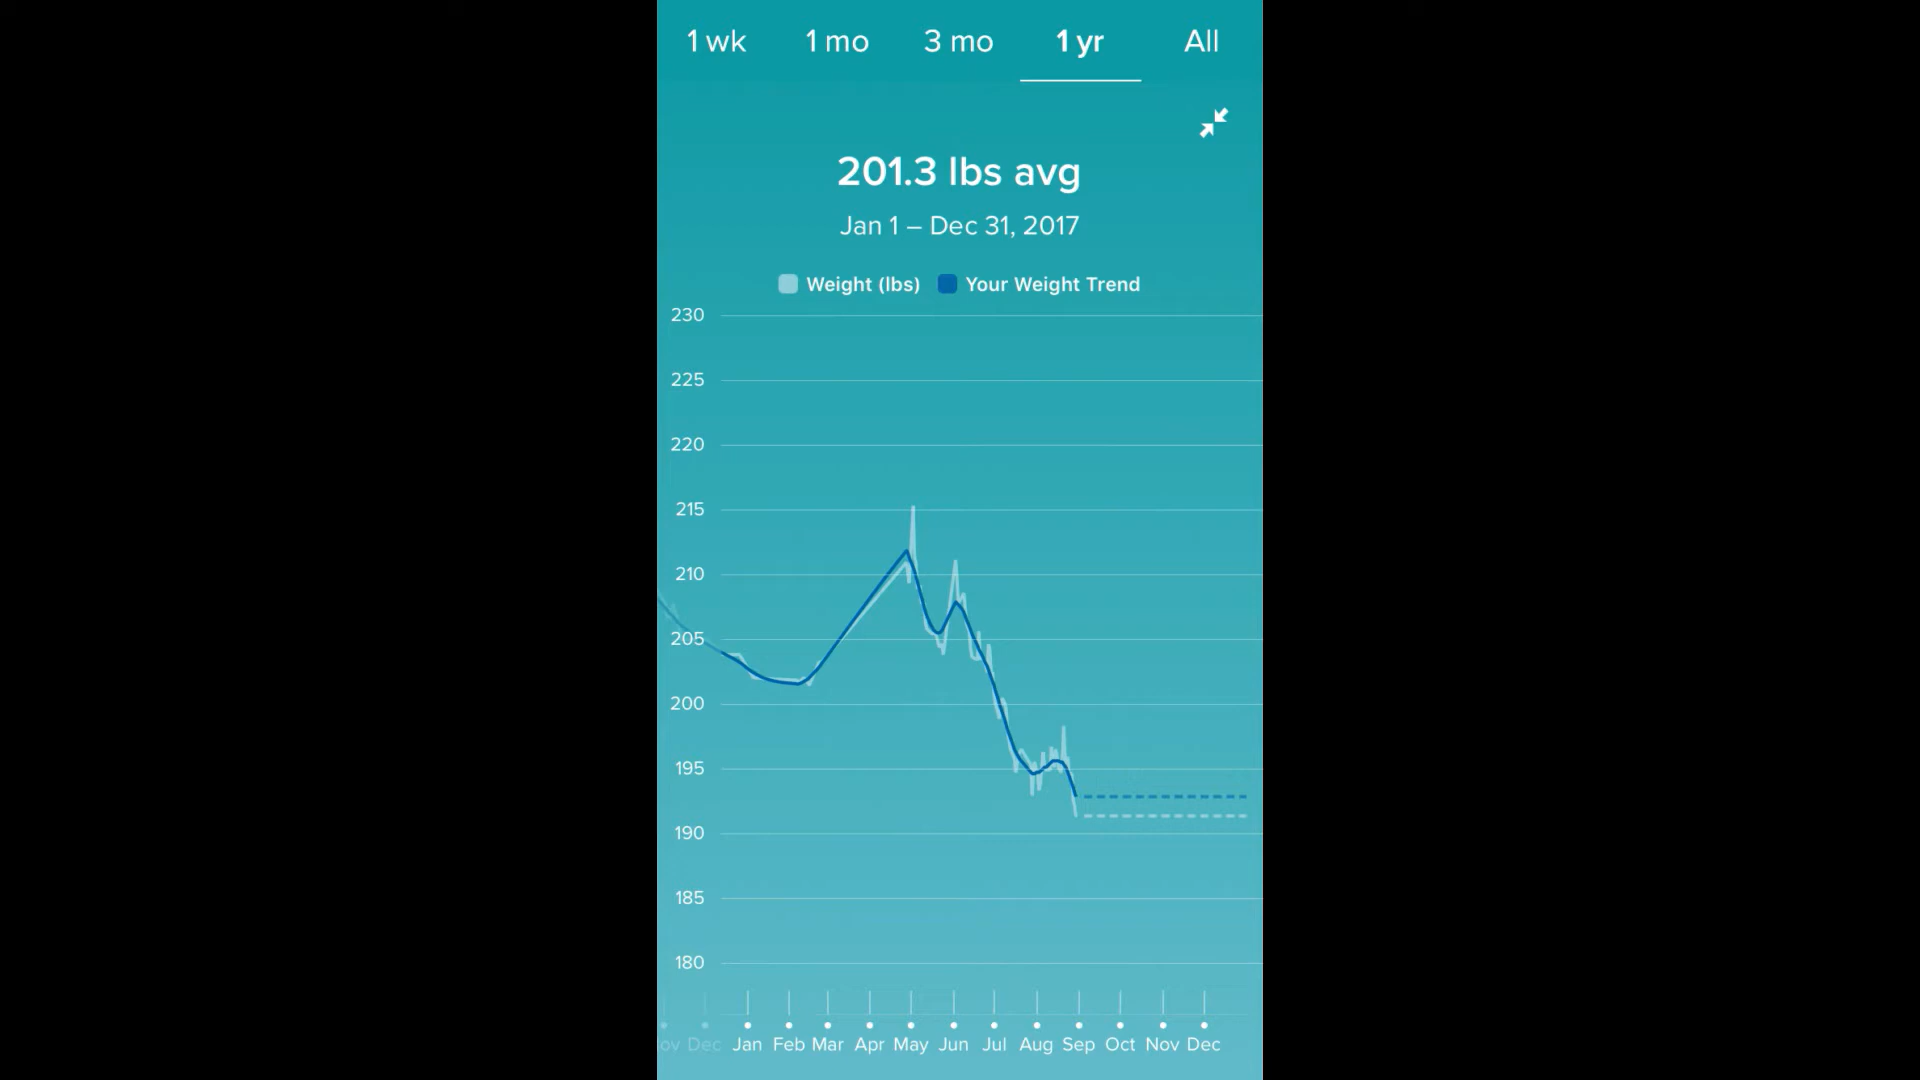 1 wk 1 mo 3 mo 1 yr All
201.3 lbs avg
Jan 1 – Dec 31, 2017
Weight (lbs) Your Weight Trend
230
225
220
215
210
205
200
195
190
185
180
ov Dec Jan Feb Mar Apr May Jun Jul Aug Sep Oct Nov Dec